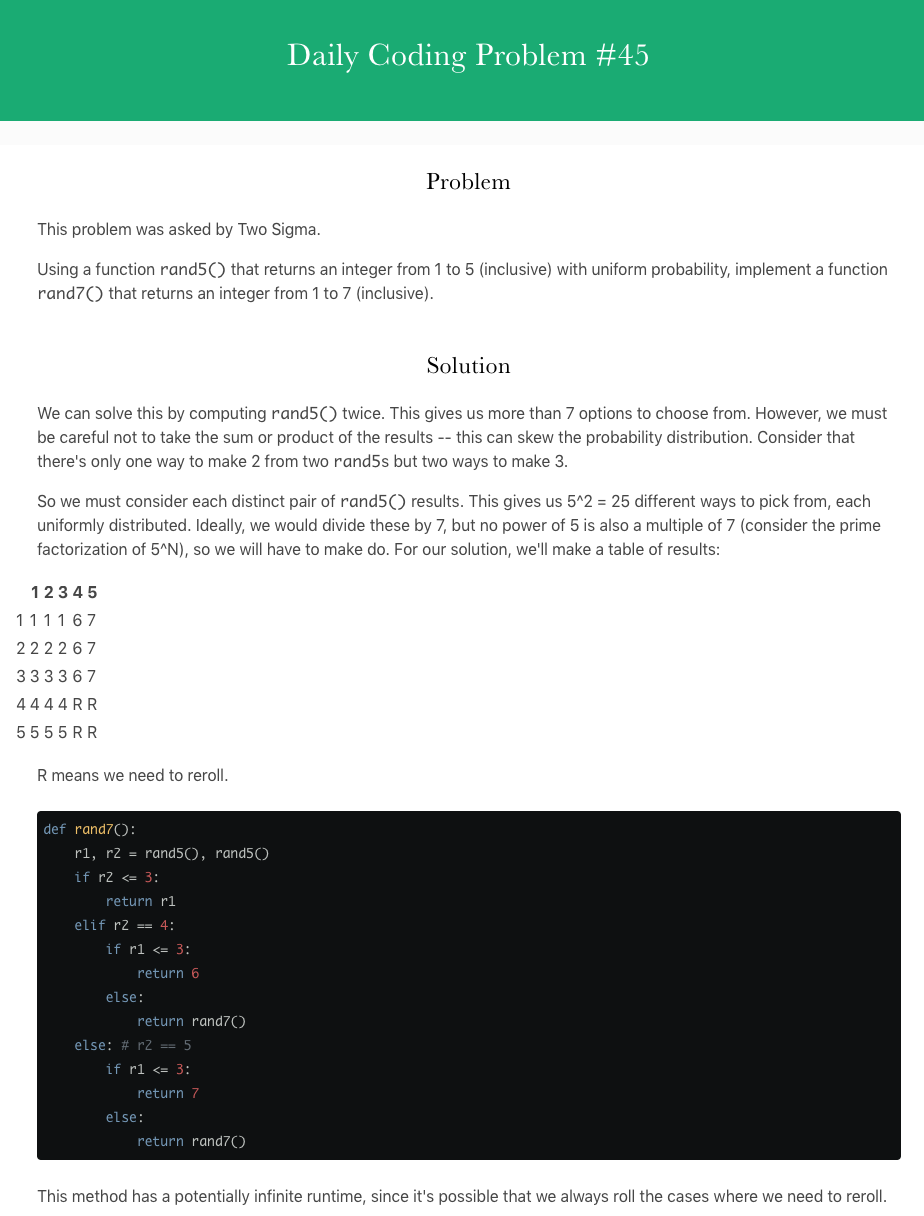 Daily Coding Problem #45
Problem
This problem was asked by Two Sigma.
Using a function rand5() that returns an integer from 1 to 5 (inclusive) with uniform probability, implement a function
rand7() that returns an integer from 1 to 7 (inclusive).
Solution
We can solve this by computing rand5() twice. This gives us more than 7 options to choose from. However, we must
be careful not to take the sum or product of the results -- this can skew the probability distribution. Consider that
there's only one way to make 2 from two rand5s but two ways to make 3.
So we must consider each distinct pair of rand5() results. This gives us 5^2 = 25 different ways to pick from, each
uniformly distributed. Ideally, we would divide these by 7, but no power of 5 is also a multiple of 7 (consider the prime
factorization of 5^N), so we will have to make do. For our solution, we'll make a table of results:
1 2 3 4 5
1 1 1 1 6 7
2 2 2 2 6 7
3 3 3 3 6 7
4 4 4 4 R R
5 5 5 5 R R
R means we need to reroll.
def rand7():
    r1, r2 = rand5(), rand5()
    if r2 <= 3:
        return r1
    elif r2 == 4:
        if r1 <= 3:
            return 6
        else:
            return rand7()
    else: # r2 == 5
        if r1 <= 3:
            return 7
        else:
            return rand7()
This method has a potentially infinite runtime, since it's possible that we always roll the cases where we need to reroll.